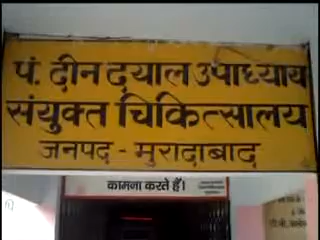 पं. दीन दयाल उपाध्याय
संयुक्त चिकित्सालय
जनपद - मुरादाबाद
कामना करते हैं।